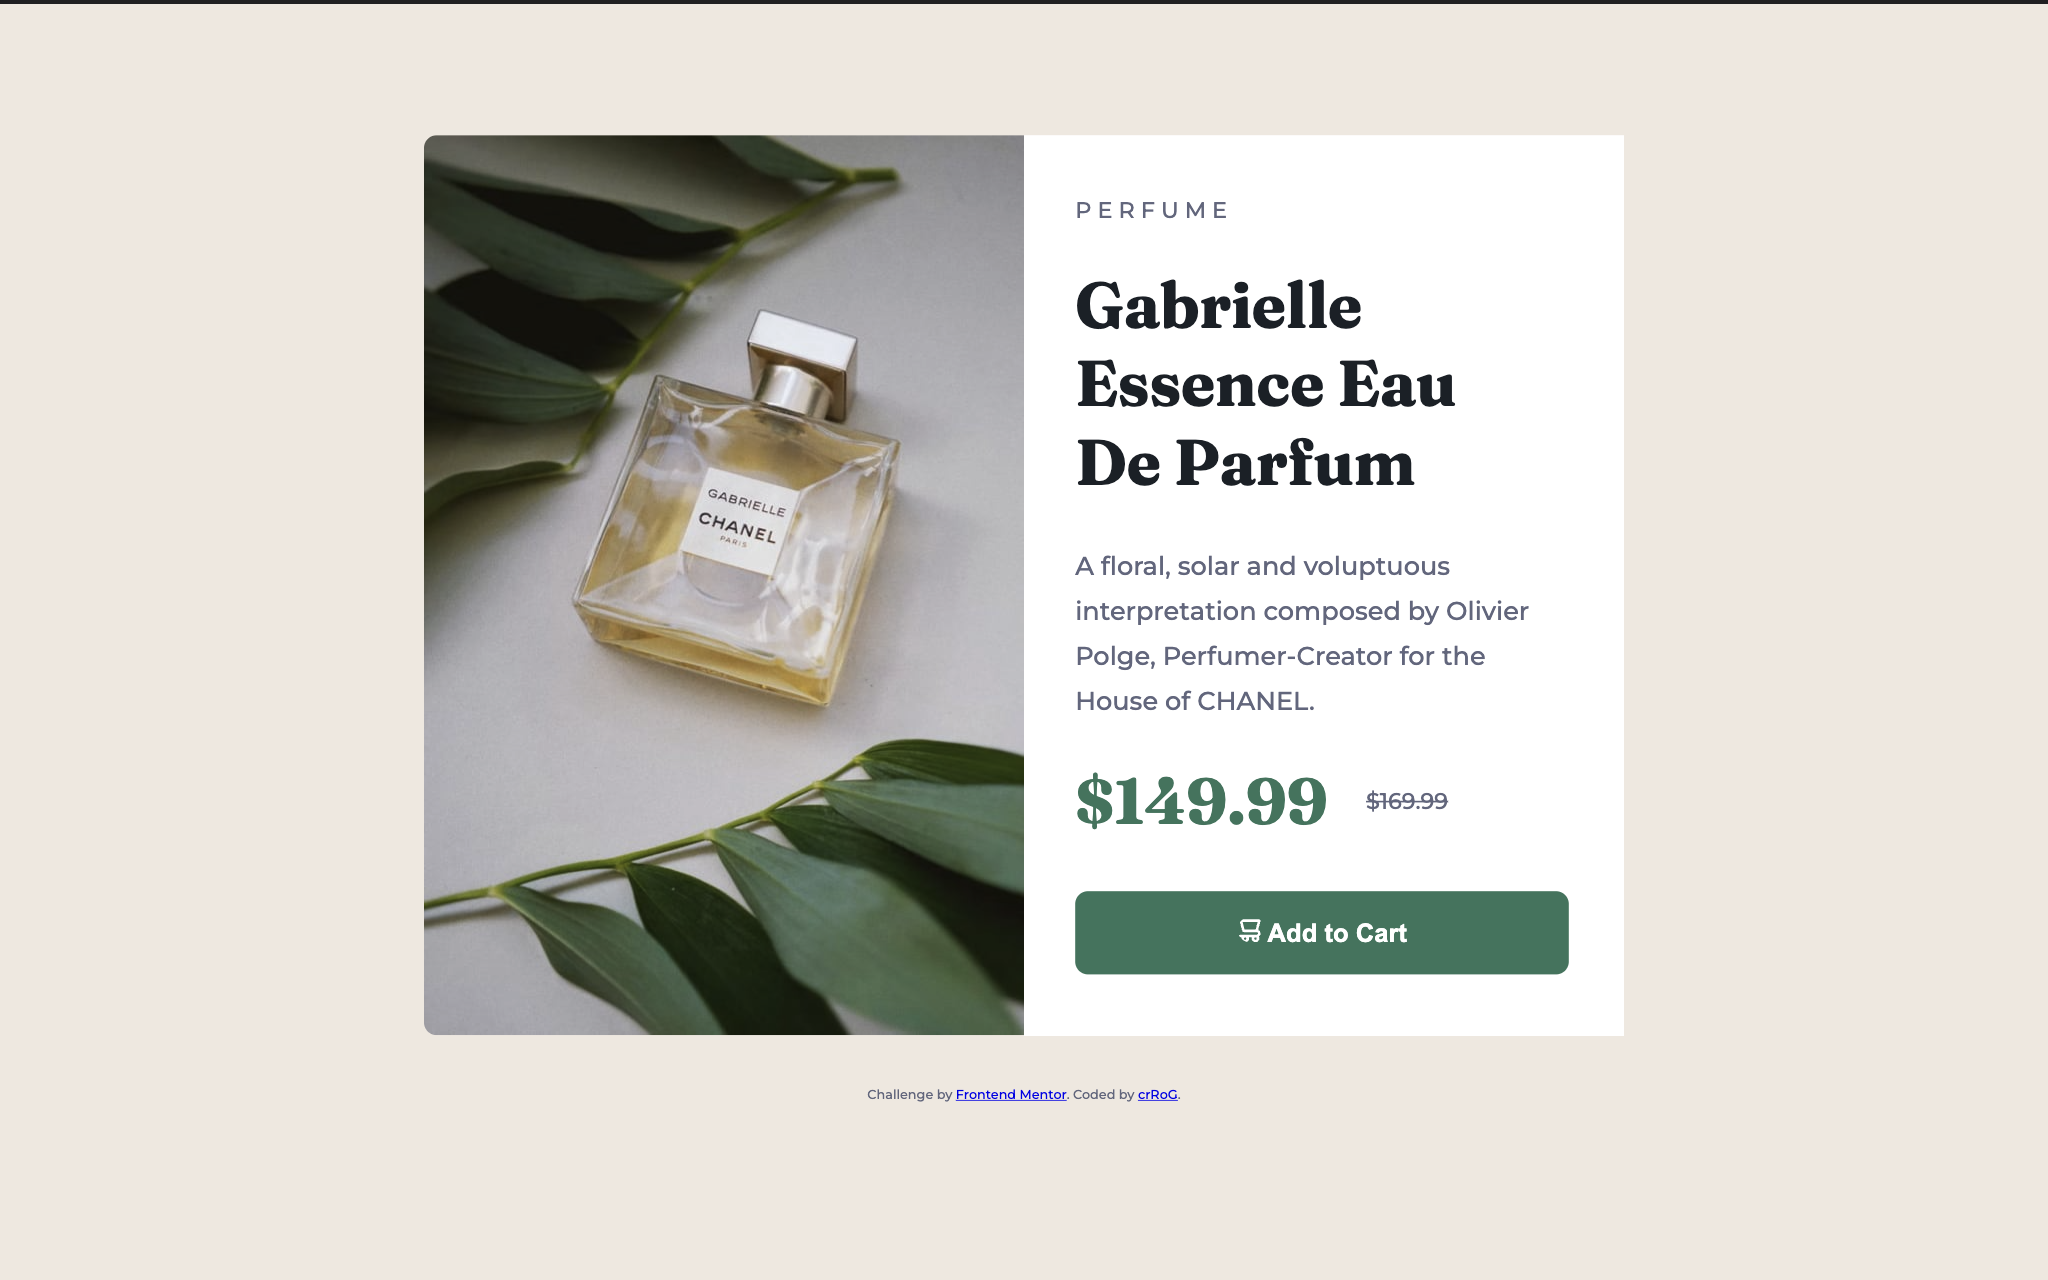 GABRIELLE
CHANEL
PARIS
PERFUME
Gabrielle
Essence Eau
De Parfum
A floral, solar and voluptuous
interpretation composed by Olivier
Polge, Perfumer-Creator for the
House of CHANEL.
$149.99 $169.99
Add to Cart
Challenge by Frontend Mentor. Coded by crRoG.